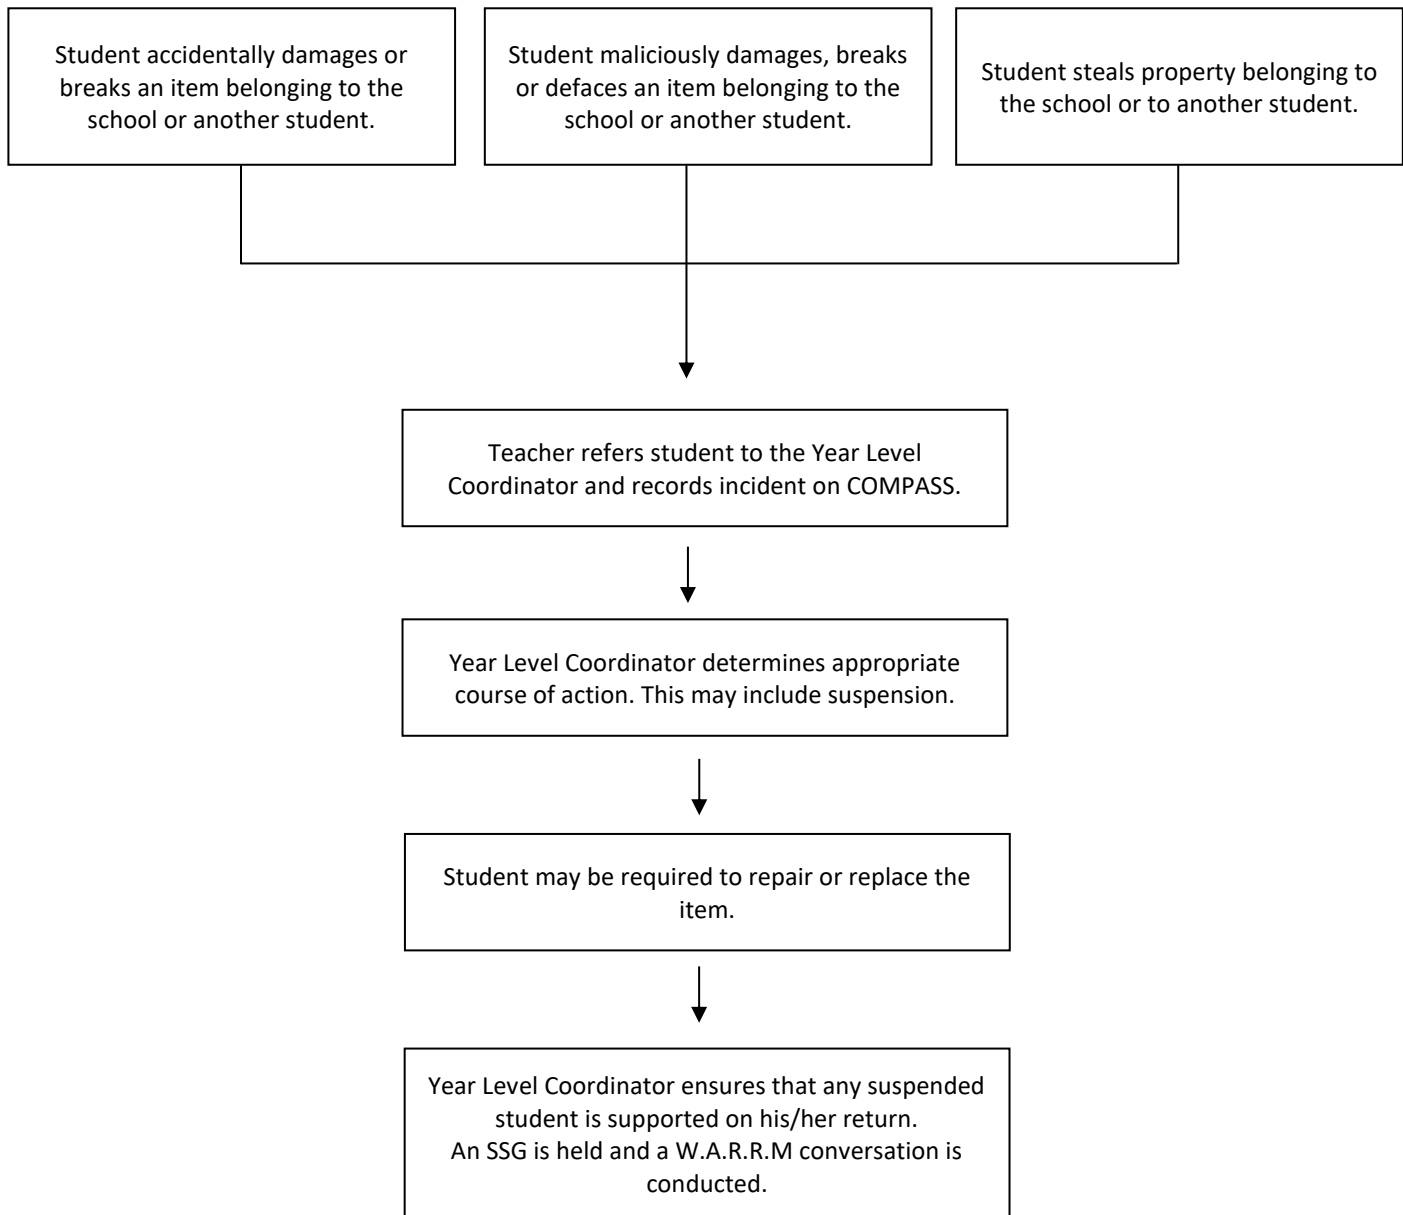 Student accidentally damages or
breaks an item belonging to the
school or another student.
Student maliciously damages, breaks
or defaces an item belonging to the
school or another student.
Student steals property belonging to
the school or to another student.
Teacher refers student to the Year Level
Coordinator and records incident on COMPASS.
Year Level Coordinator determines appropriate
course of action. This may include suspension.
Student may be required to repair or replace the
item.
Year Level Coordinator ensures that any suspended
student is supported on his/her return.
An SSG is held and a W.A.R.R.M conversation is
conducted.